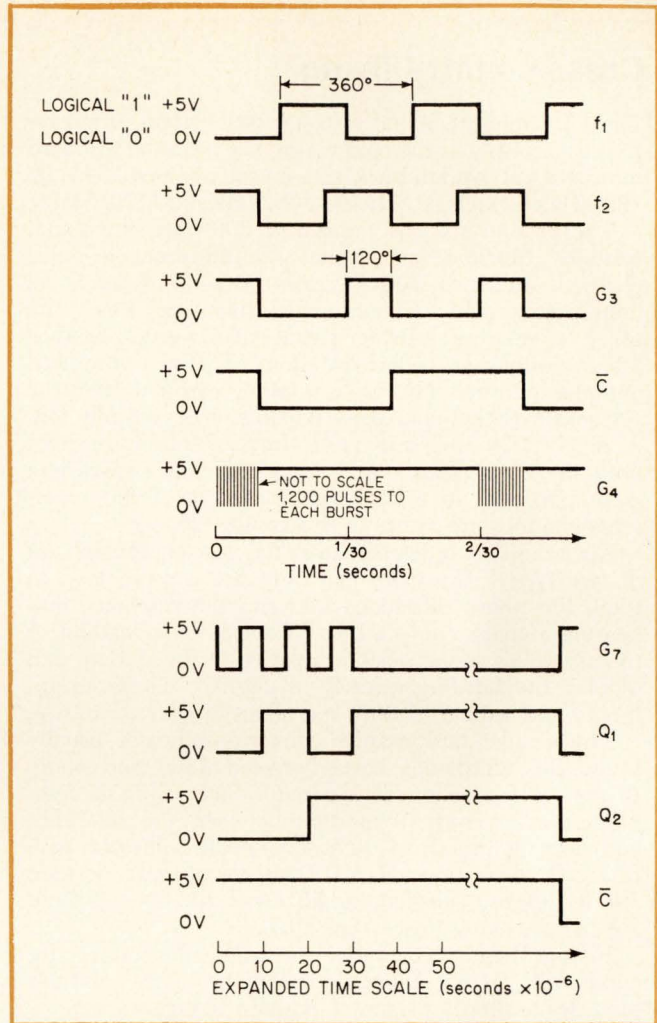 360°
LOGICAL "1" +5V
LOGICAL "0" 0V
f₁
+5V
0V
f₂
120°
+5V
0V
G₃
+5V
0V
C̅
+5V
0V
NOT TO SCALE
1,200 PULSES TO
EACH BURST
G₄
0 1/30 2/30
TIME (seconds)
+5V
0V
G₇
+5V
0V
Q₁
+5V
0V
Q₂
+5V
0V
C̅
0 10 20 30 40 50
EXPANDED TIME SCALE (seconds ×10⁻⁶)